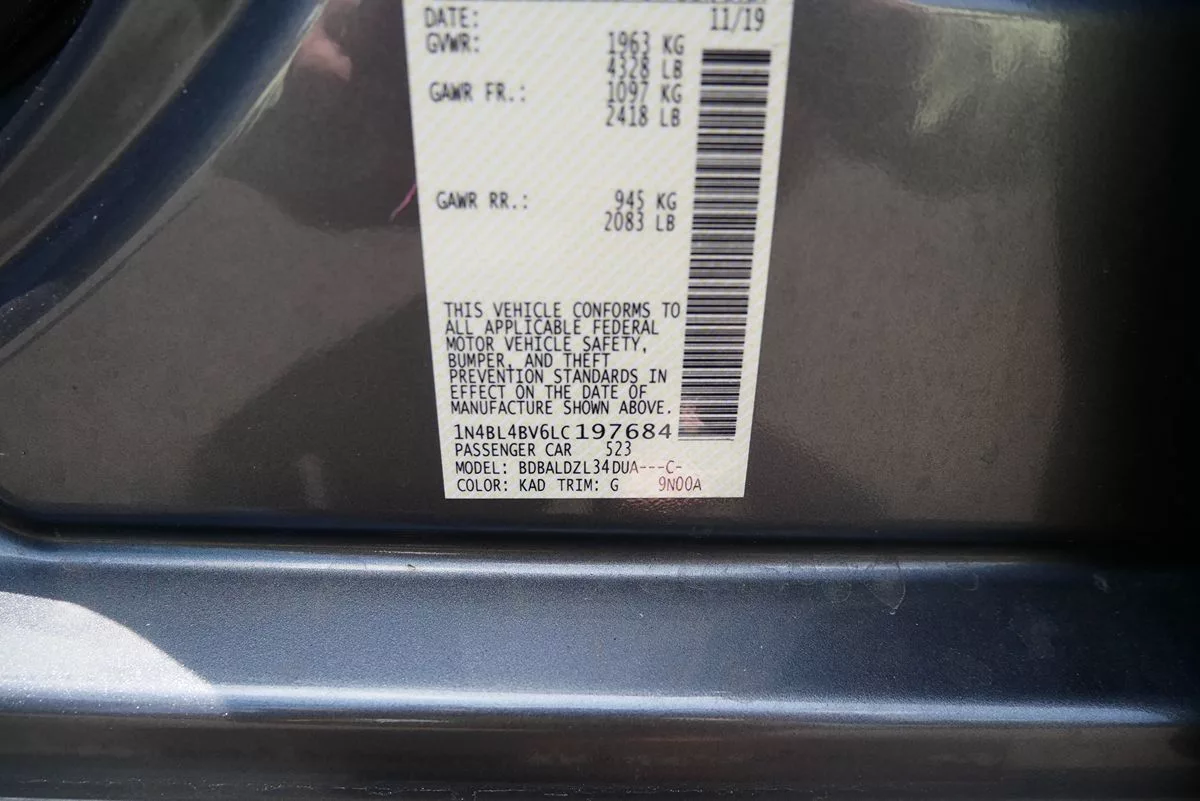 DATE: 11/19
GVWR: 1963 KG
4328 LB
GAWR FR.: 1097 KG
2418 LB
GAWR RR.: 945 KG
2083 LB
THIS VEHICLE CONFORMS TO
ALL APPLICABLE FEDERAL
MOTOR VEHICLE SAFETY,
BUMPER, AND THEFT
PREVENTION STANDARDS IN
EFFECT ON THE DATE OF
MANUFACTURE SHOWN ABOVE.
1N4BL4BV6LC197684
PASSENGER CAR 523
MODEL: BDBALDZL34DUA---C-
COLOR: KAD TRIM: G 9N00A